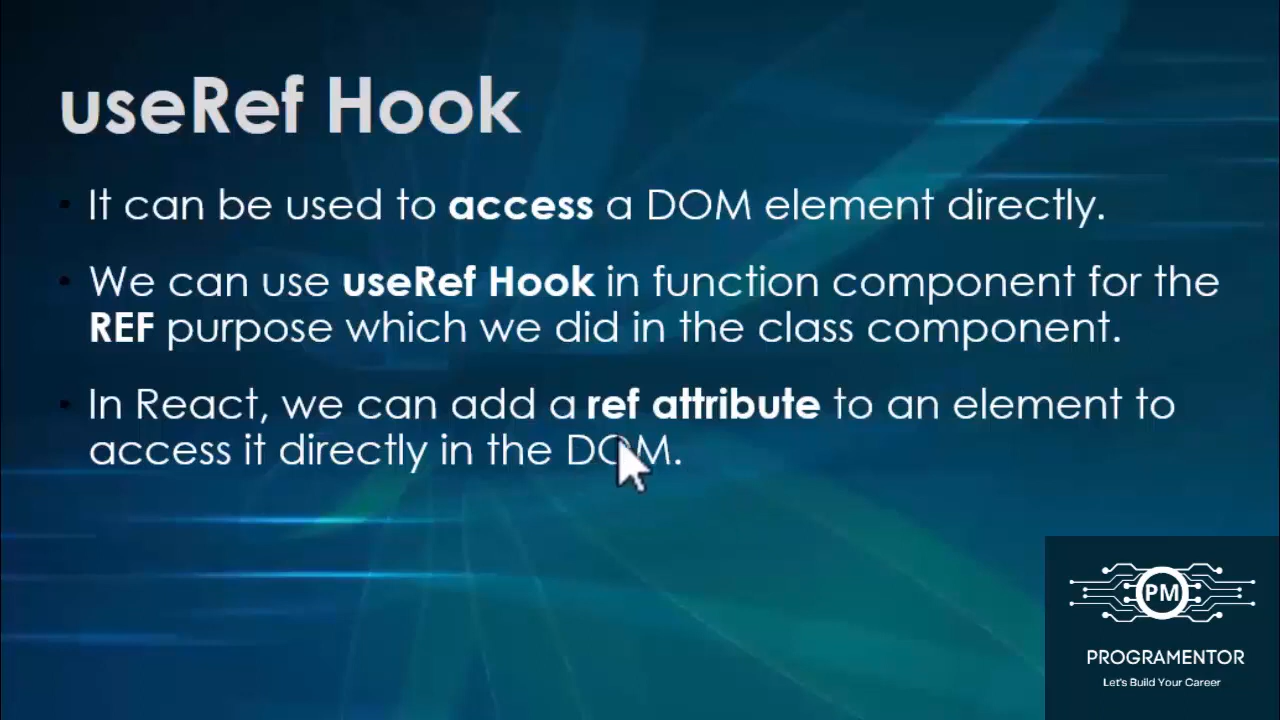 useRef Hook
• It can be used to access a DOM element directly.
• We can use useRef Hook in function component for the
REF purpose which we did in the class component.
• In React, we can add a ref attribute to an element to
access it directly in the DOM.
PM
PROGRAMENTOR
Let's Build Your Career